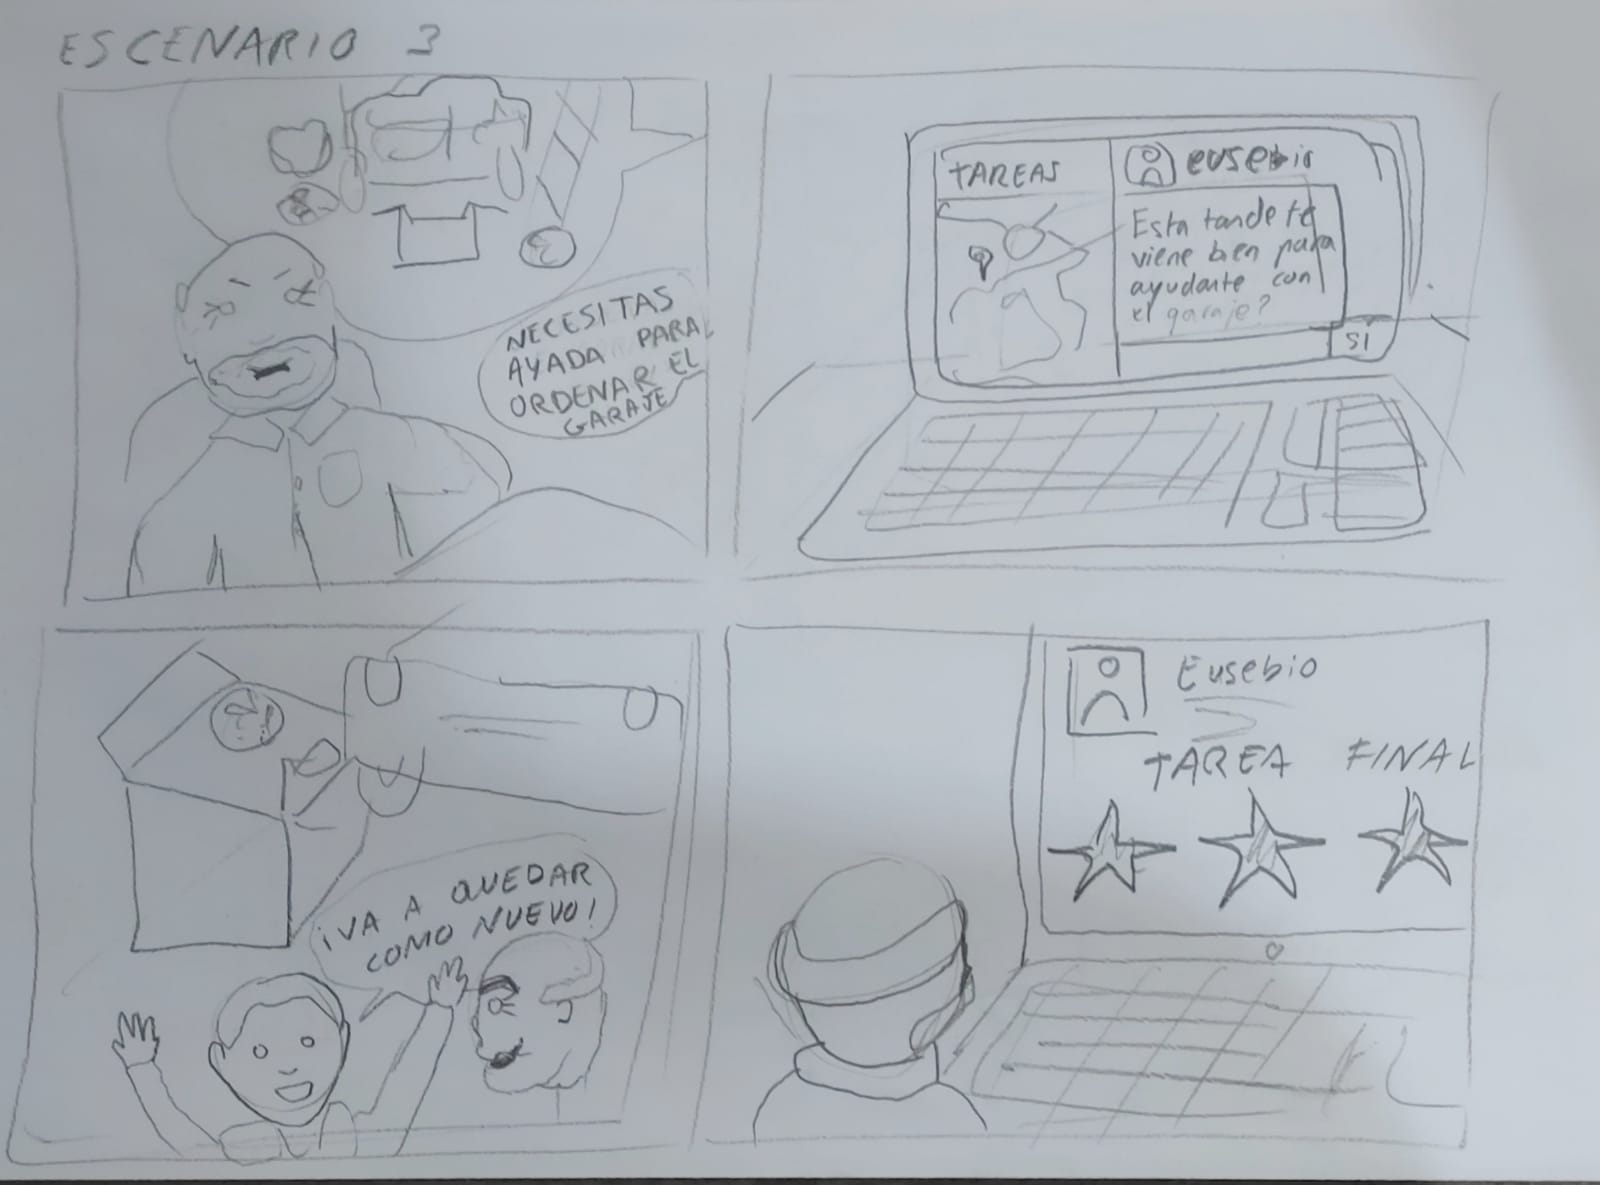 ESCENARIO 3
NECESITAS
AYADA PARA
ORDENAR EL
GARAJE
TAREAS
eusebio
Esta tarde te
viene bien para
ayudarte con
el garaje?
SI
¡VA A QUEDAR
COMO NUEVO!
Eusebio
TAREA FINAL